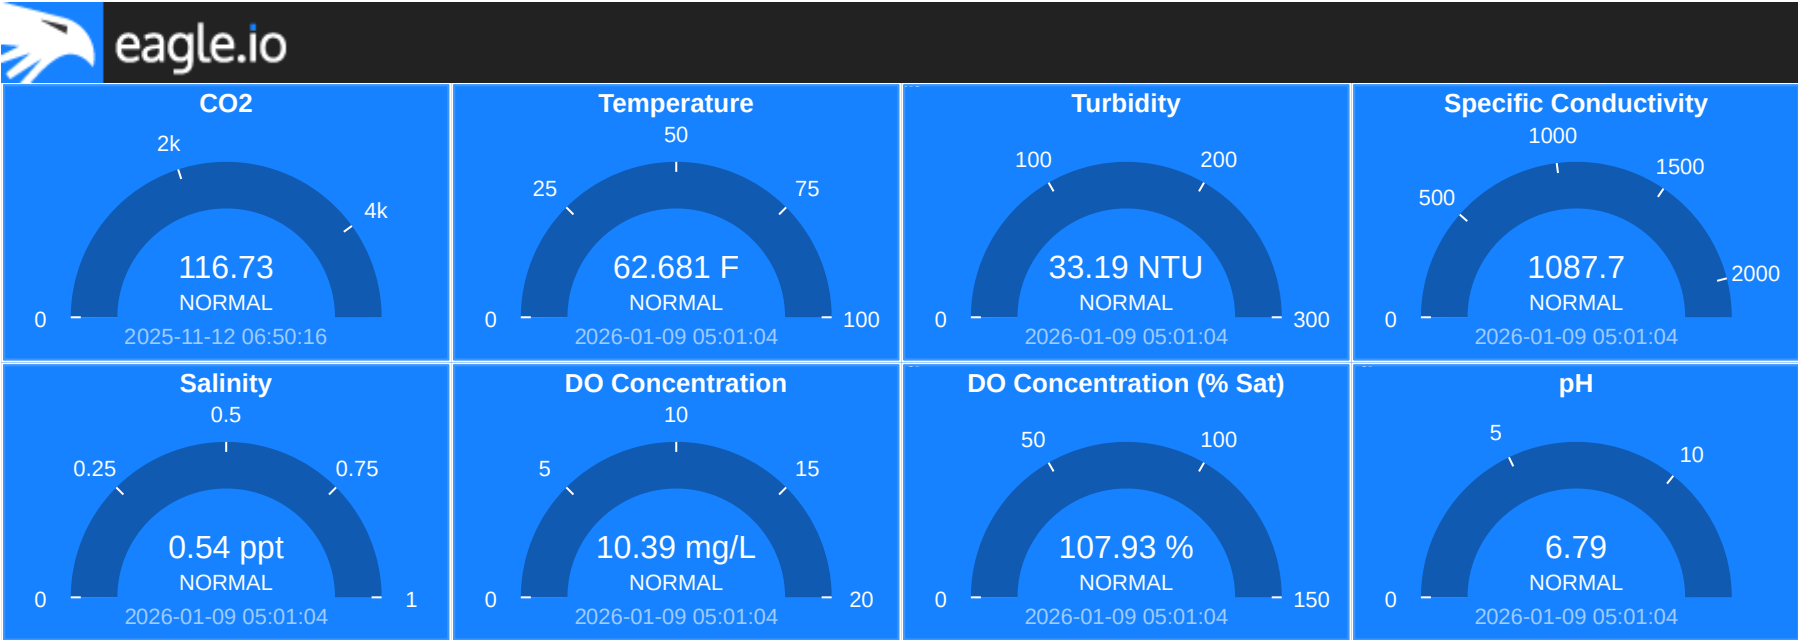 eagle.io
CO2
2k
4k
0
116.73
NORMAL
2025-11-12 06:50:16
Temperature
50
25
75
0
100
62.681 F
NORMAL
2026-01-09 05:01:04
Turbidity
100
200
0
300
33.19 NTU
NORMAL
2026-01-09 05:01:04
Specific Conductivity
1000
1500
500
2000
0
1087.7
NORMAL
2026-01-09 05:01:04
Salinity
0.5
0.25
0.75
0
1
0.54 ppt
NORMAL
2026-01-09 05:01:04
DO Concentration
10
5
15
0
20
10.39 mg/L
NORMAL
2026-01-09 05:01:04
DO Concentration (% Sat)
50
100
0
150
107.93 %
NORMAL
2026-01-09 05:01:04
pH
5
10
0
6.79
NORMAL
2026-01-09 05:01:04